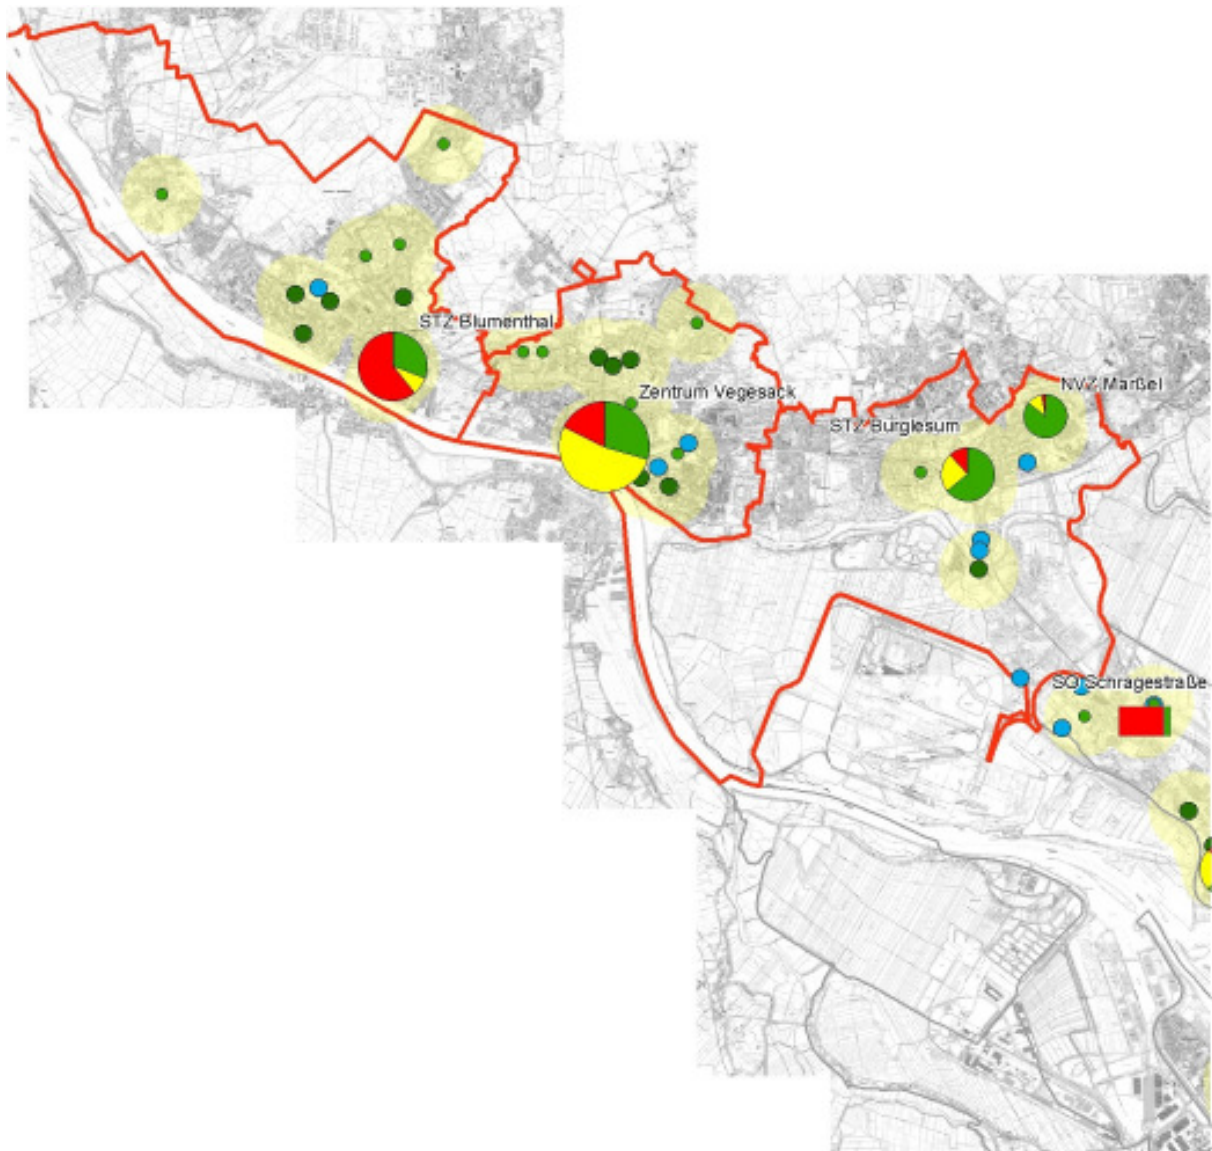 STZ Blumenthal
Zentrum Vegesack
NVZ Marßel
STZ Burglesum
SO Schragestraße